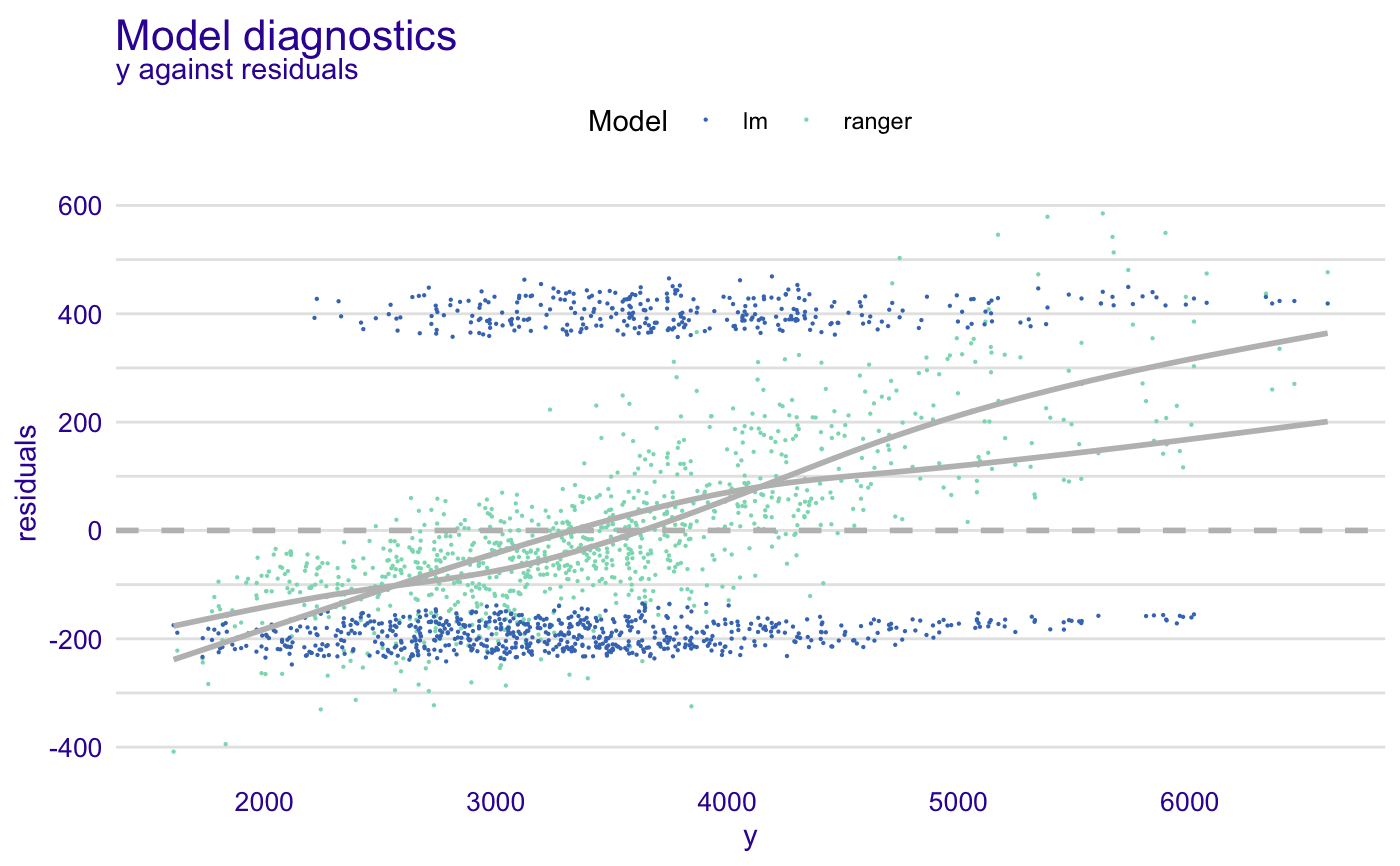 Model diagnostics
y against residuals
Model lm ranger
600
400
200
0
-200
-400
residuals
2000 3000 4000 5000 6000
y